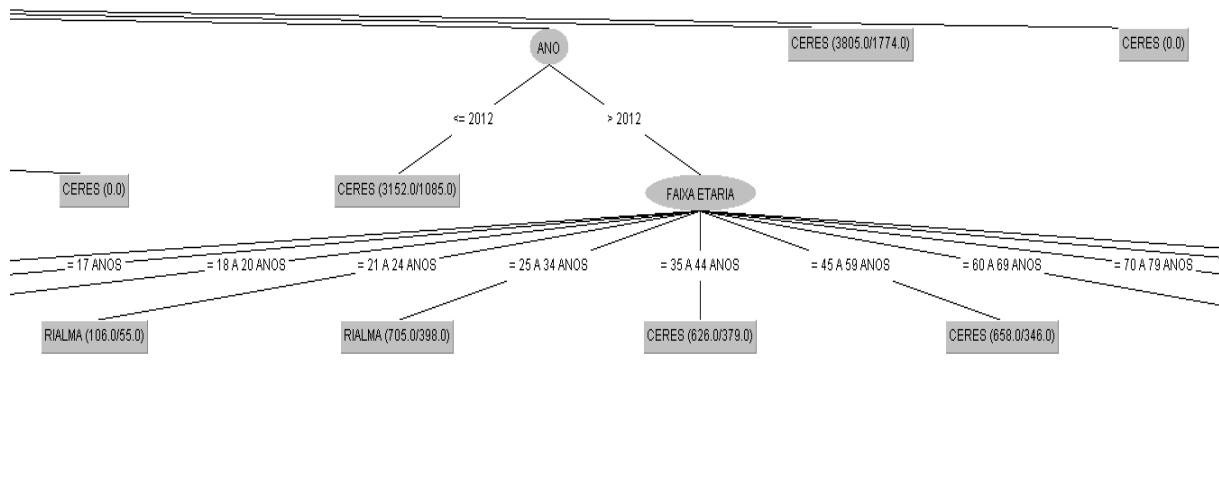 CERES (3805.0/1774.0)
CERES (0.0)
ANO
<= 2012
> 2012
CERES (0.0)
CERES (3152.0/1085.0)
FAIXA ETARIA
= 17 ANOS
= 18 A 20 ANOS
= 21 A 24 ANOS
= 25 A 34 ANOS
= 35 A 44 ANOS
= 45 A 59 ANOS
= 60 A 69 ANOS
= 70 A 79 ANOS
RIALMA (106.0/55.0)
RIALMA (705.0/398.0)
CERES (626.0/379.0)
CERES (658.0/346.0)